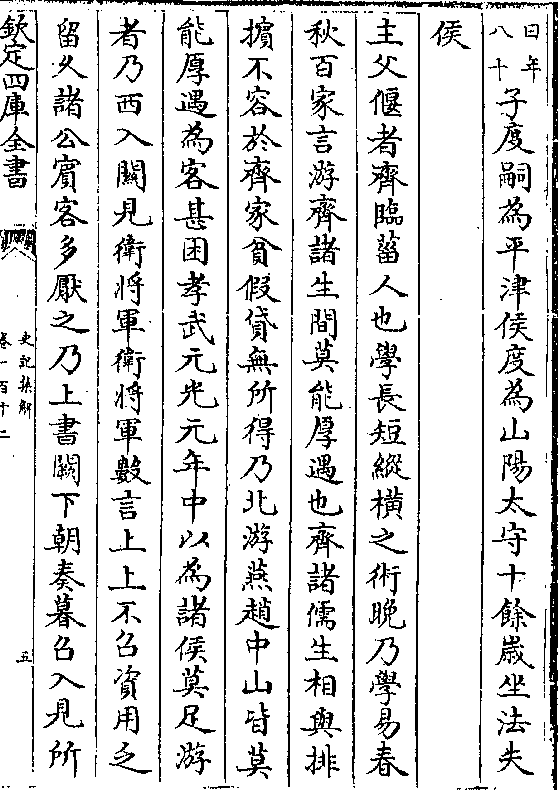 曰年
八十
子度嗣為平津侯度為山陽太守十餘歲坐法失
侯
主父偃者齊臨菑人也學長短縱橫之術晚乃學易春
秋百家言游齊諸生間莫能厚遇也齊諸儒生相與排
擯不容於齊家貧假貸無所得乃北游燕趙中山皆莫
能厚遇為客甚困孝武元光元年中以為諸侯莫足游
者乃西入關見衛將軍衛將軍數言上上不召資用乏
留久諸公賓客多厭之乃上書闕下朝奏暮召入見所
欽定四庫全書
史記集解
卷一百十二
五